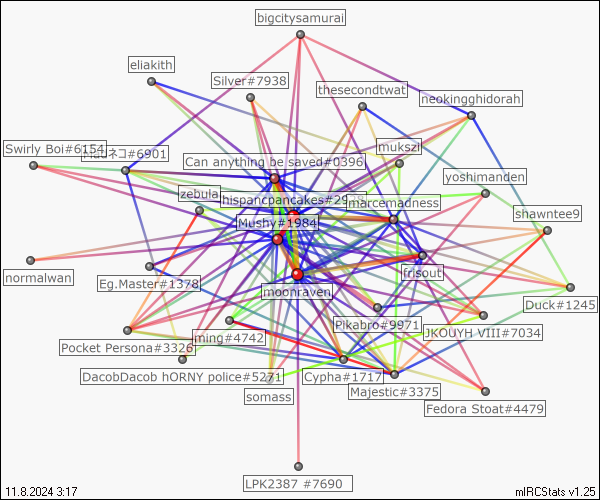 bigcitysamurai
eliakith
Silver#7938
thesecondtwat
neokingghidorah
Swirly Boi#6154
ネコ#6901
mukszi
Can anything be saved#0396
yoshimanden
zebula
hispancpancakes#29
marcemadness
Mushy#1984
shawntee9
normalwan
Eg.Master#1378
frisout
moonraven
Duck#1245
Pikabro#9971
JKOUYH VIII#7034
ming#4742
Pocket Persona#3326
DacobDacob hORNY police#5271
Cypha#1717
Majestic#3375
somass
Fedora Stoat#4479
LPK2387 #7690
11.8.2024 3:17
mIRCStats v1.25